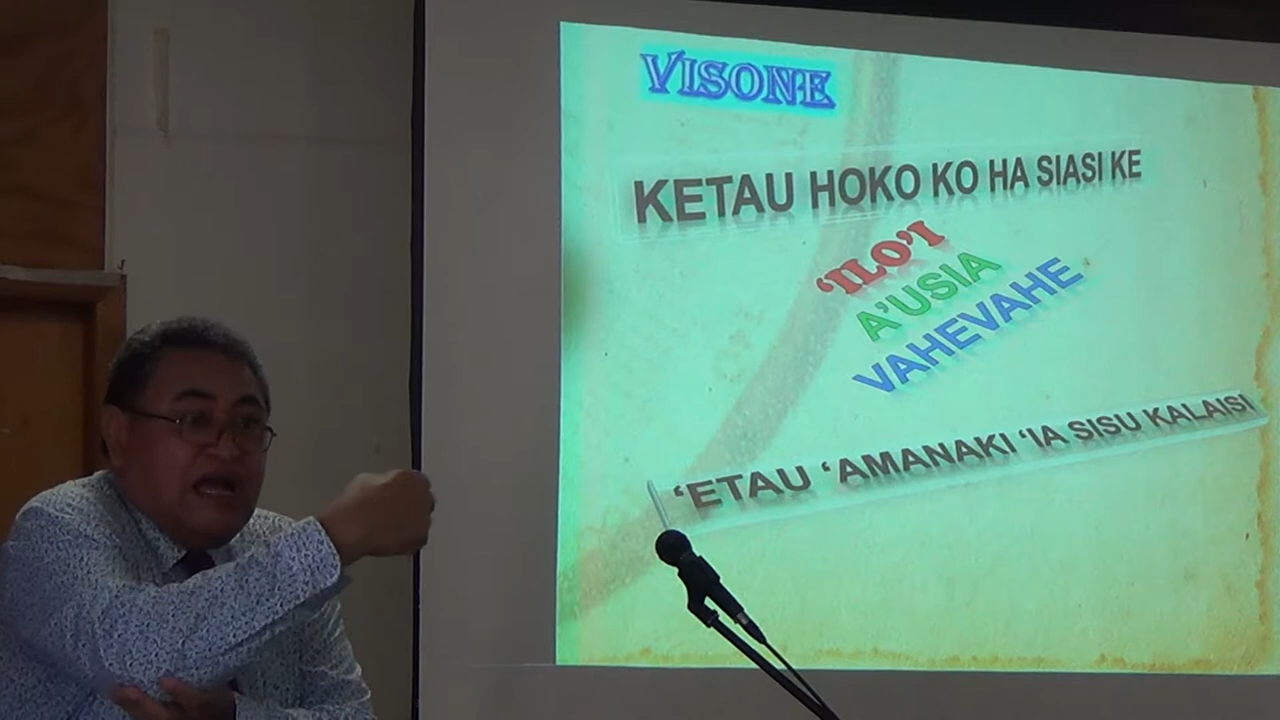 VISONE
KETAU HOKO KO HA SIASI KE
‘ILO’I
A’USIA
VAHEVAHE
‘ETAU ‘AMANAKI ‘IA SISU KALAISI